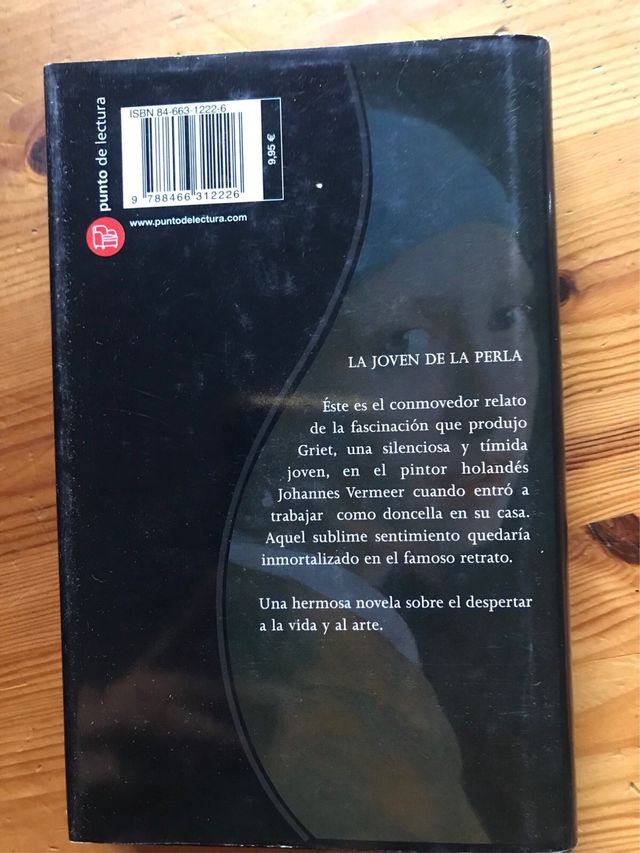 punto de lectura
ISBN 84-663-1222-6
9 788466 312226
9,95 €
www.puntodelectura.com
LA JOVEN DE LA PERLA
Éste es el conmovedor relato
de la fascinación que produjo
Griet, una silenciosa y tímida
joven, en el pintor holandés
Johannes Vermeer cuando entró a
trabajar como doncella en su casa.
Aquel sublime sentimiento quedaría
inmortalizado en el famoso retrato.
Una hermosa novela sobre el despertar
a la vida y al arte.